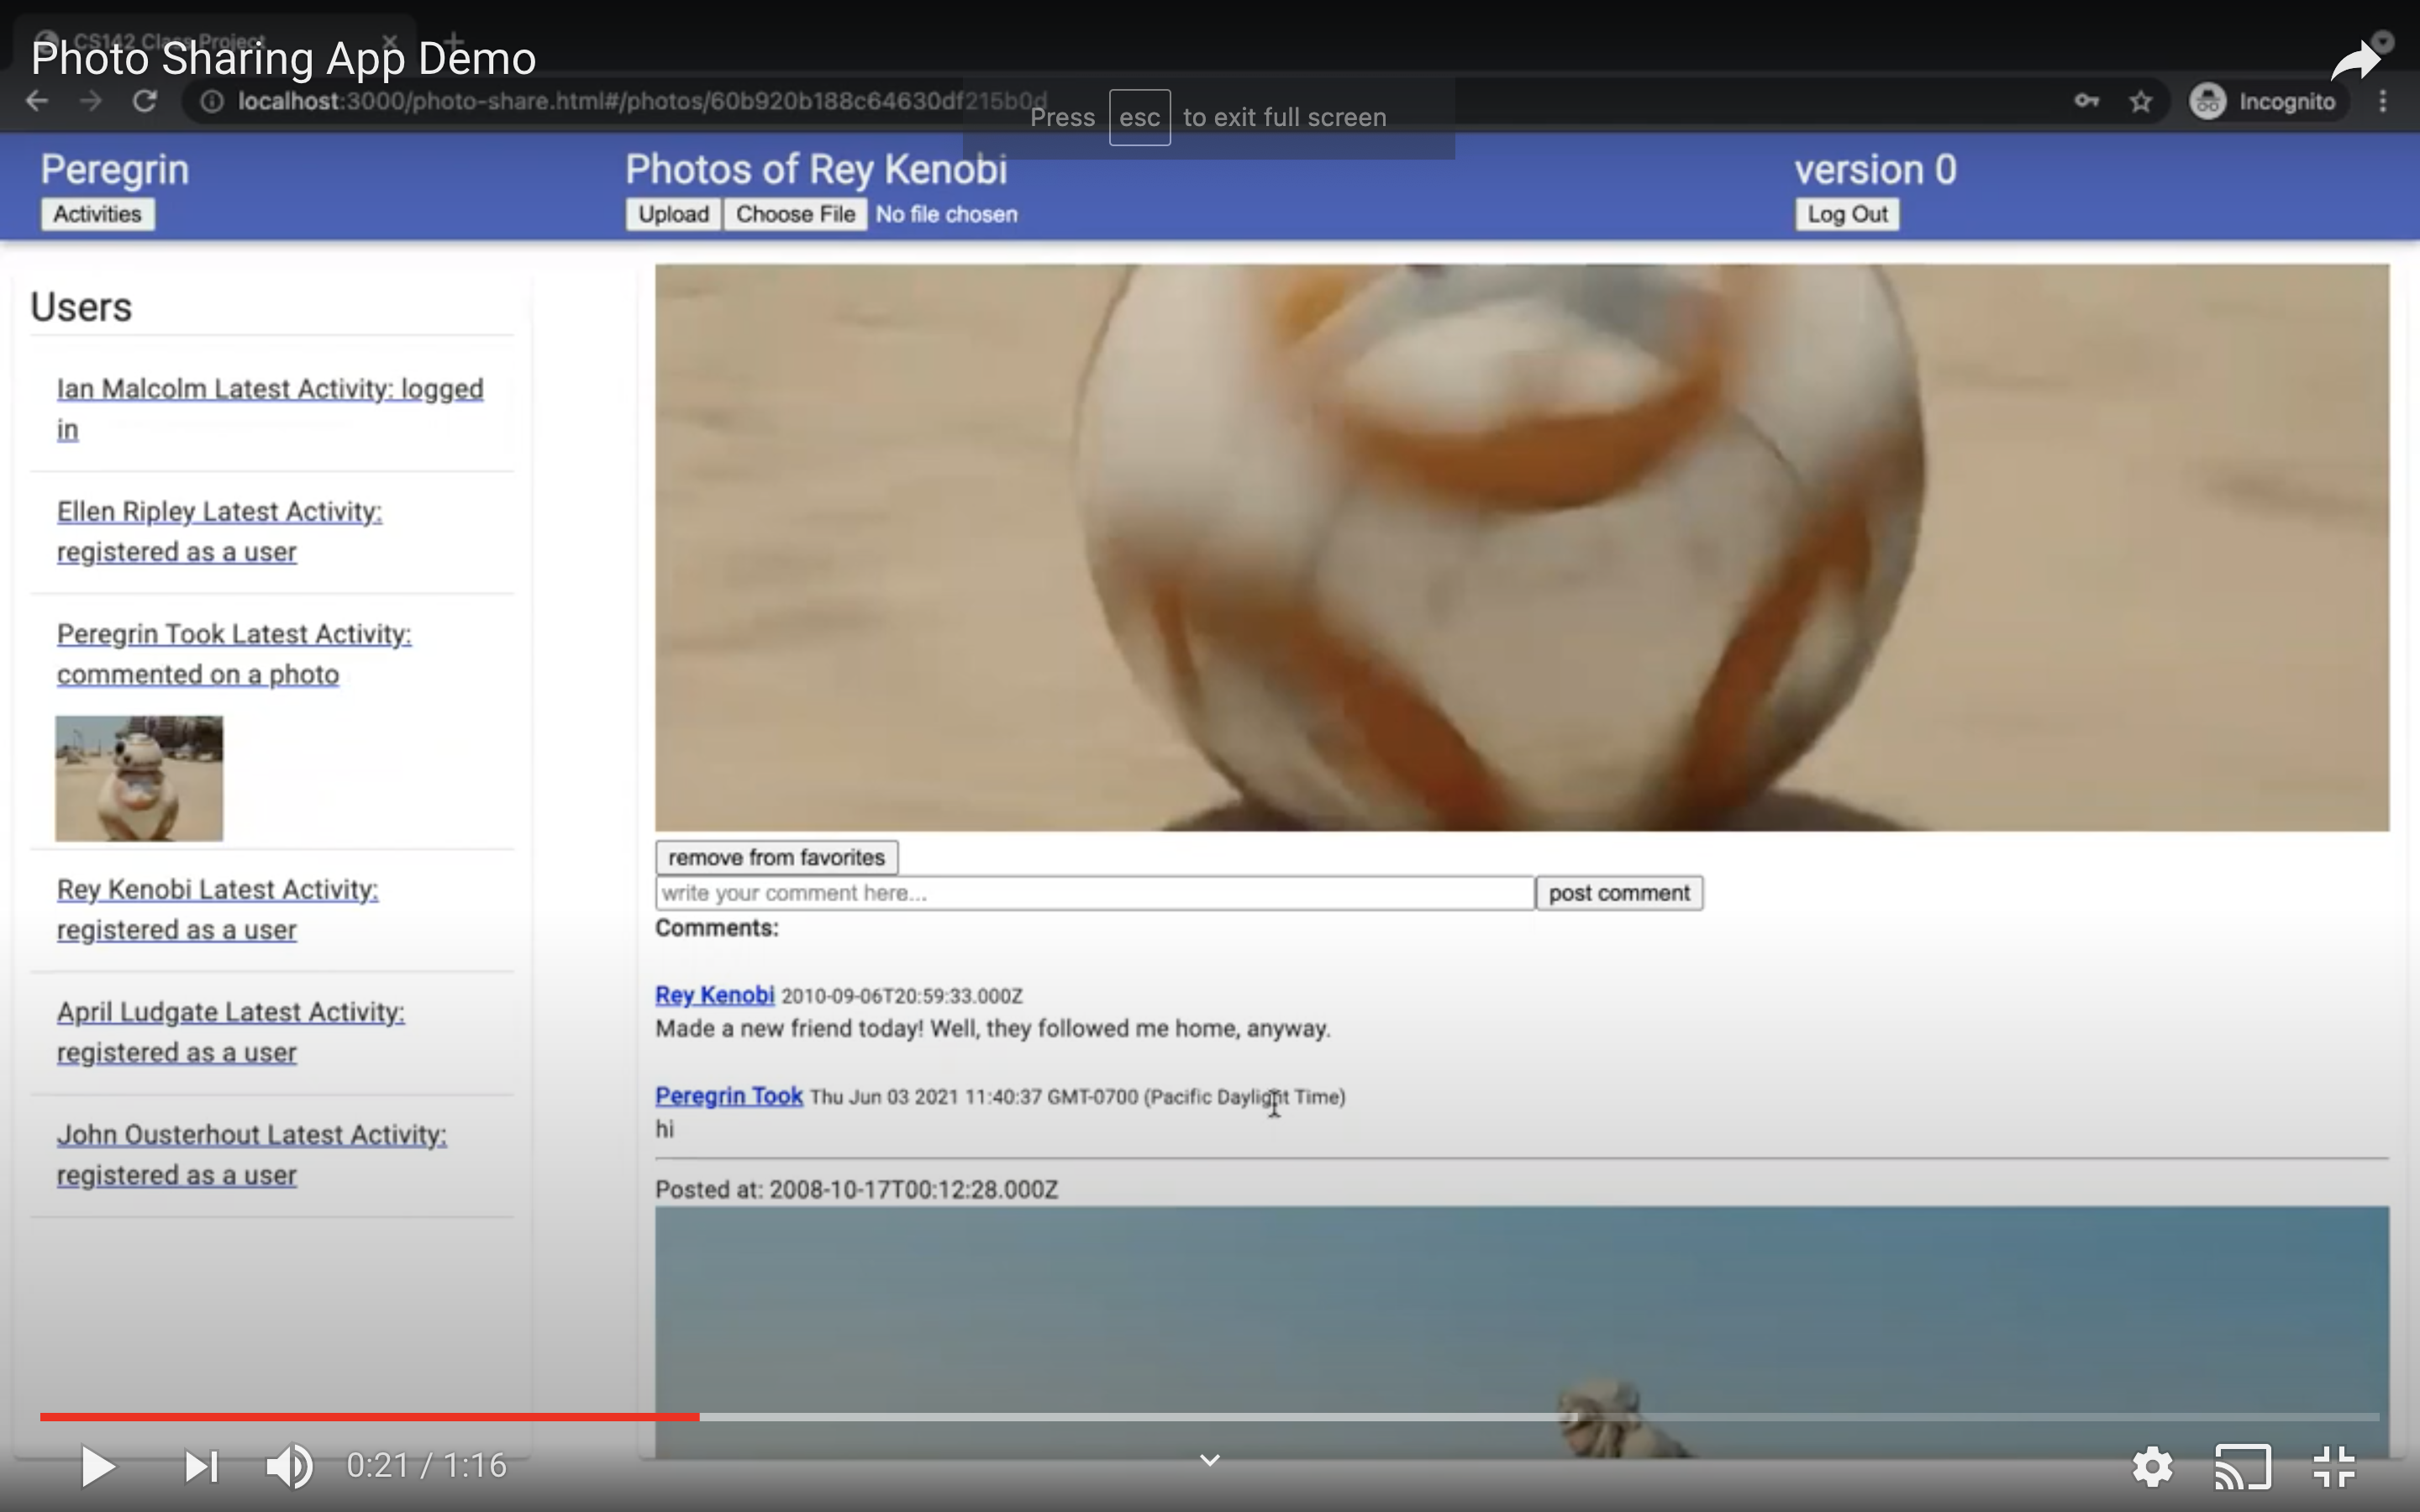 CS142 Class Project
Photo Sharing App Demo
localhost:3000/photo-share.html#/photos/60b920b188c64630df215b0d
Incognito
Press esc to exit full screen
Peregrin
Photos of Rey Kenobi
version 0
Activities
Upload Choose File No file chosen
Log Out
Users
Ian Malcolm Latest Activity: logged
in
Ellen Ripley Latest Activity:
registered as a user
Peregrin Took Latest Activity:
commented on a photo
Rey Kenobi Latest Activity:
registered as a user
April Ludgate Latest Activity:
registered as a user
John Ousterhout Latest Activity:
registered as a user
remove from favorites
write your comment here...
post comment
Comments:
Rey Kenobi 2010-09-06T20:59:33.000Z
Made a new friend today! Well, they followed me home, anyway.
Peregrin Took Thu Jun 03 2021 11:40:37 GMT-0700 (Pacific Daylight Time)
hi
Posted at: 2008-10-17T00:12:28.000Z
0:21 / 1:16